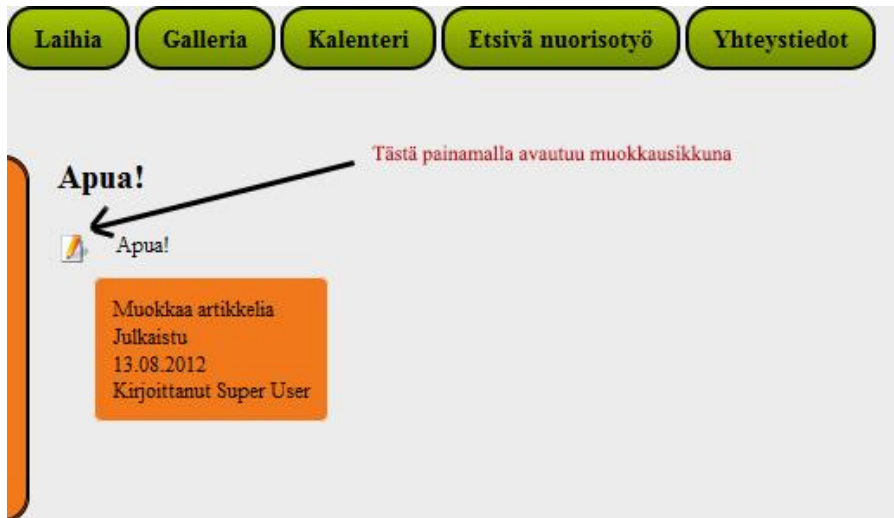 Laihia Galleria Kalenteri Etsivä nuorisotyö Yhteystiedot
Tästä painamalla avautuu muokkausikkuna
Apua!
Apua!
Muokkaa artikkelia
Julkaistu
13.08.2012
Kirjoittanut Super User